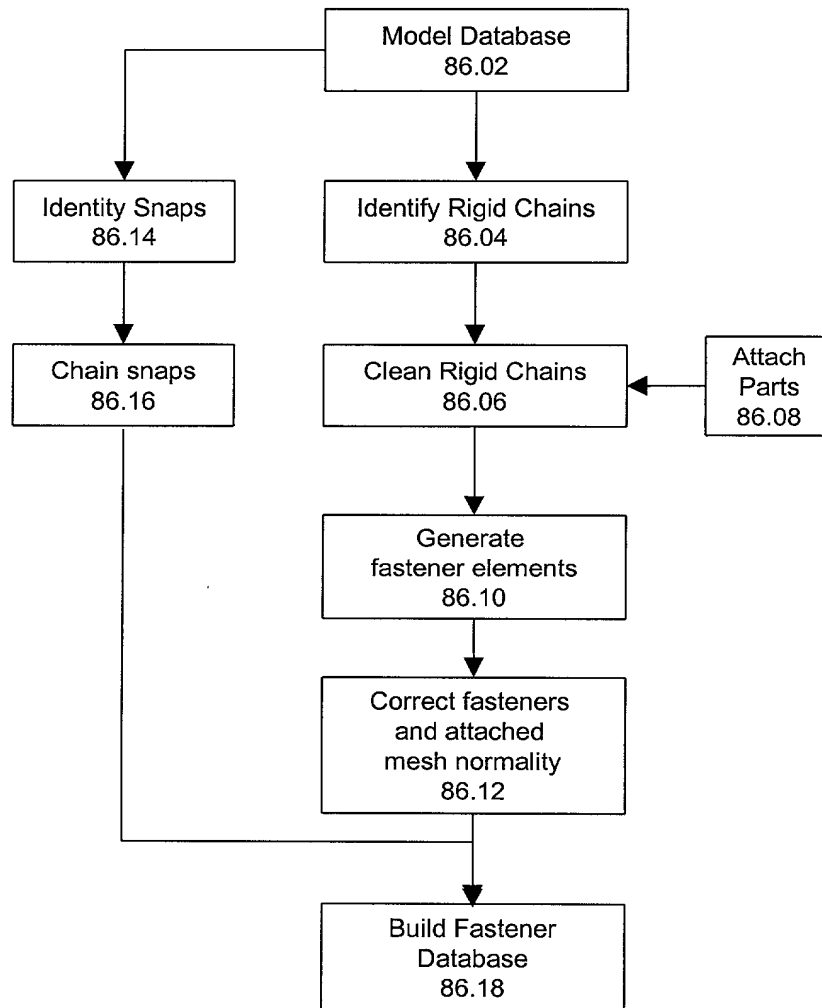 Model Database
86.02
Identity Snaps
86.14
Identify Rigid Chains
86.04
Chain snaps
86.16
Clean Rigid Chains
86.06
Attach
Parts
86.08
Generate
fastener elements
86.10
Correct fasteners
and attached
mesh normality
86.12
Build Fastener
Database
86.18